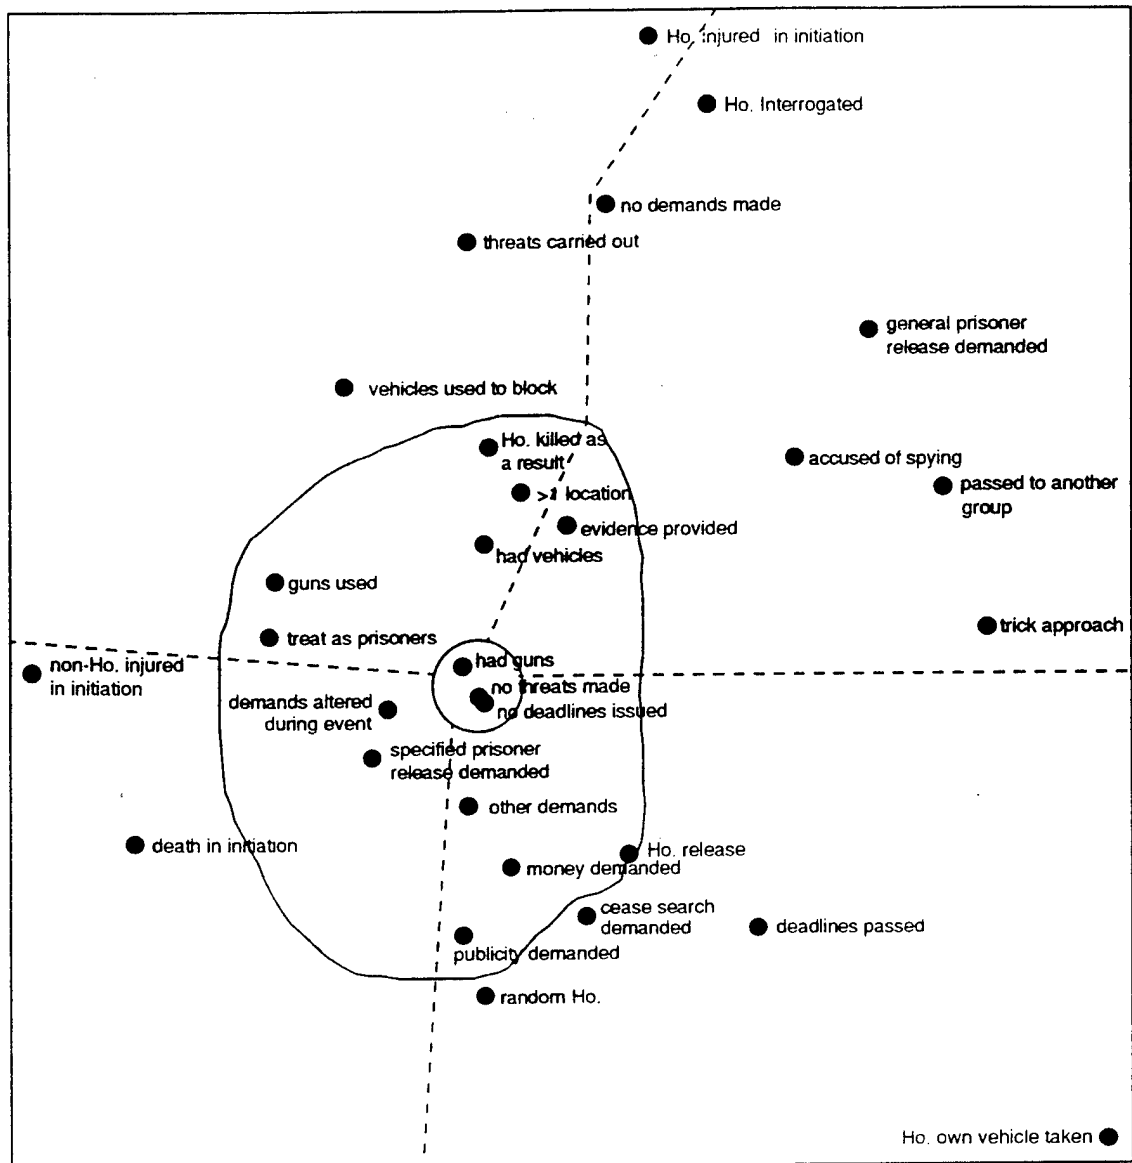 Ho. injured in initiation
Ho. Interrogated
no demands made
threats carried out
general prisoner
release demanded
vehicles used to block
Ho. killed as
a result
accused of spying
>1 location
passed to another
group
evidence provided
had vehicles
guns used
trick approach
treat as prisoners
non-Ho. injured
in initiation
had guns
no threats made
no deadlines issued
demands altered
during event
specified prisoner
release demanded
other demands
death in initiation
Ho. release
money demanded
cease search
demanded
deadlines passed
publicity demanded
random Ho.
Ho. own vehicle taken